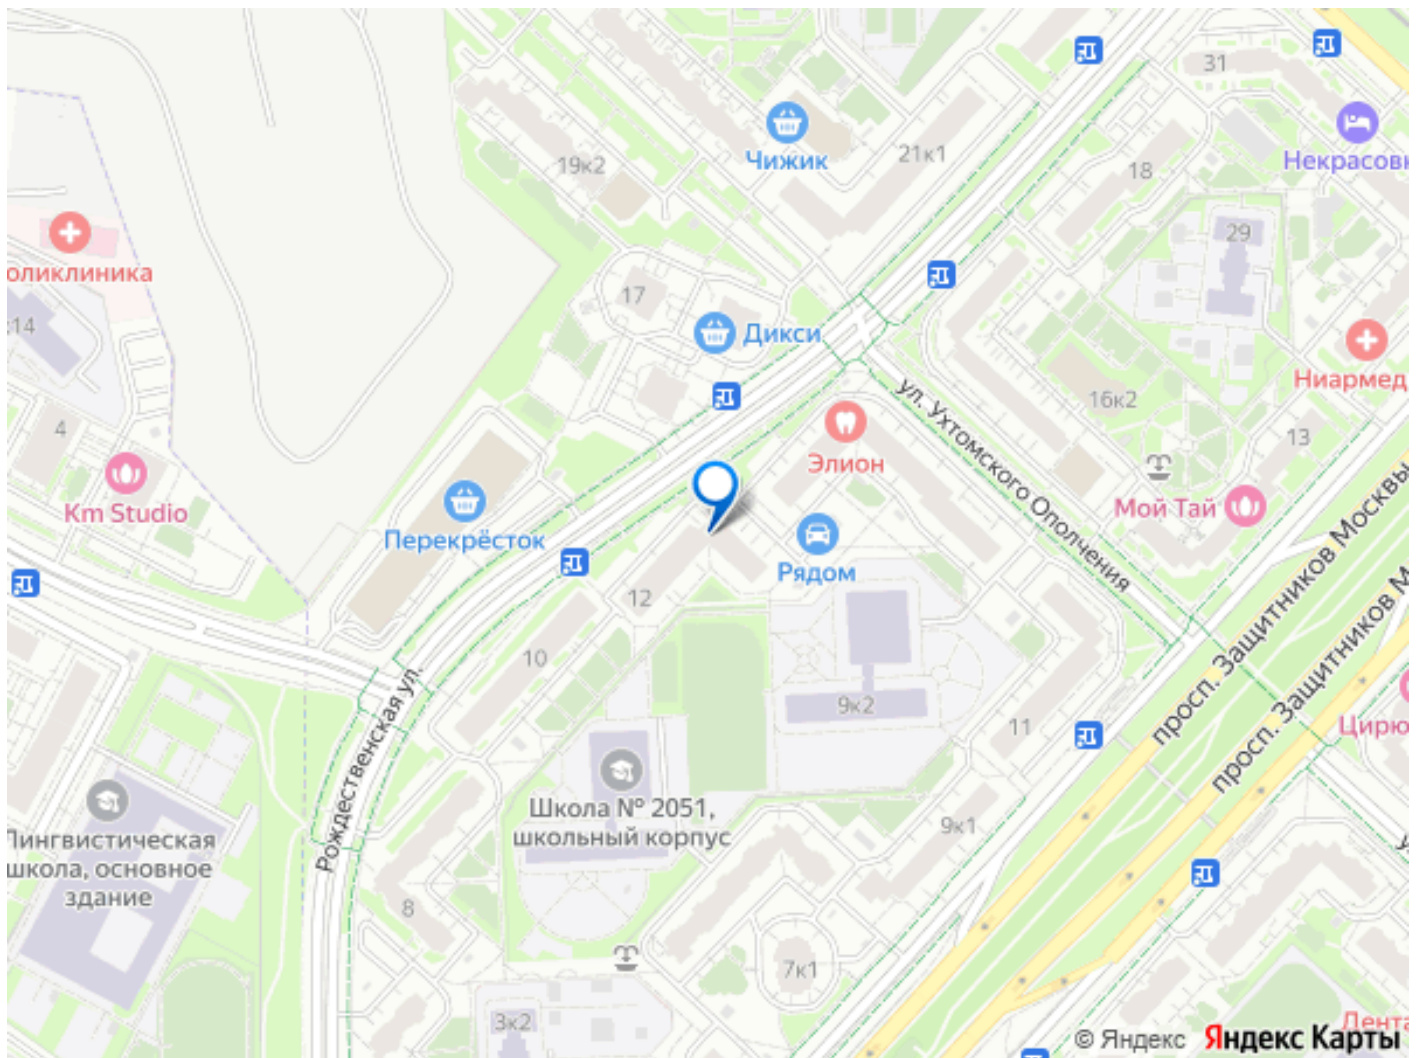 31
Чижик
21к1
19к2
18
Некрасовк
29
оликлиника
17
14
Дикси
Ниармед
16к2
ул. Ухтомского Ополчения
4
13
Элион
Km Studio
Перекрёсток
Мой Тай
Рядом
просп. Защитников Москвы
12
10
просп. Защитников М
9к2
Рождественская ул.
11
Цирю
Школа № 2051,
школьный корпус
9к1
Лингвистическая
школа, основное
здание
8
7к1
3к2
Лента
© Яндекс Яндекс Карты